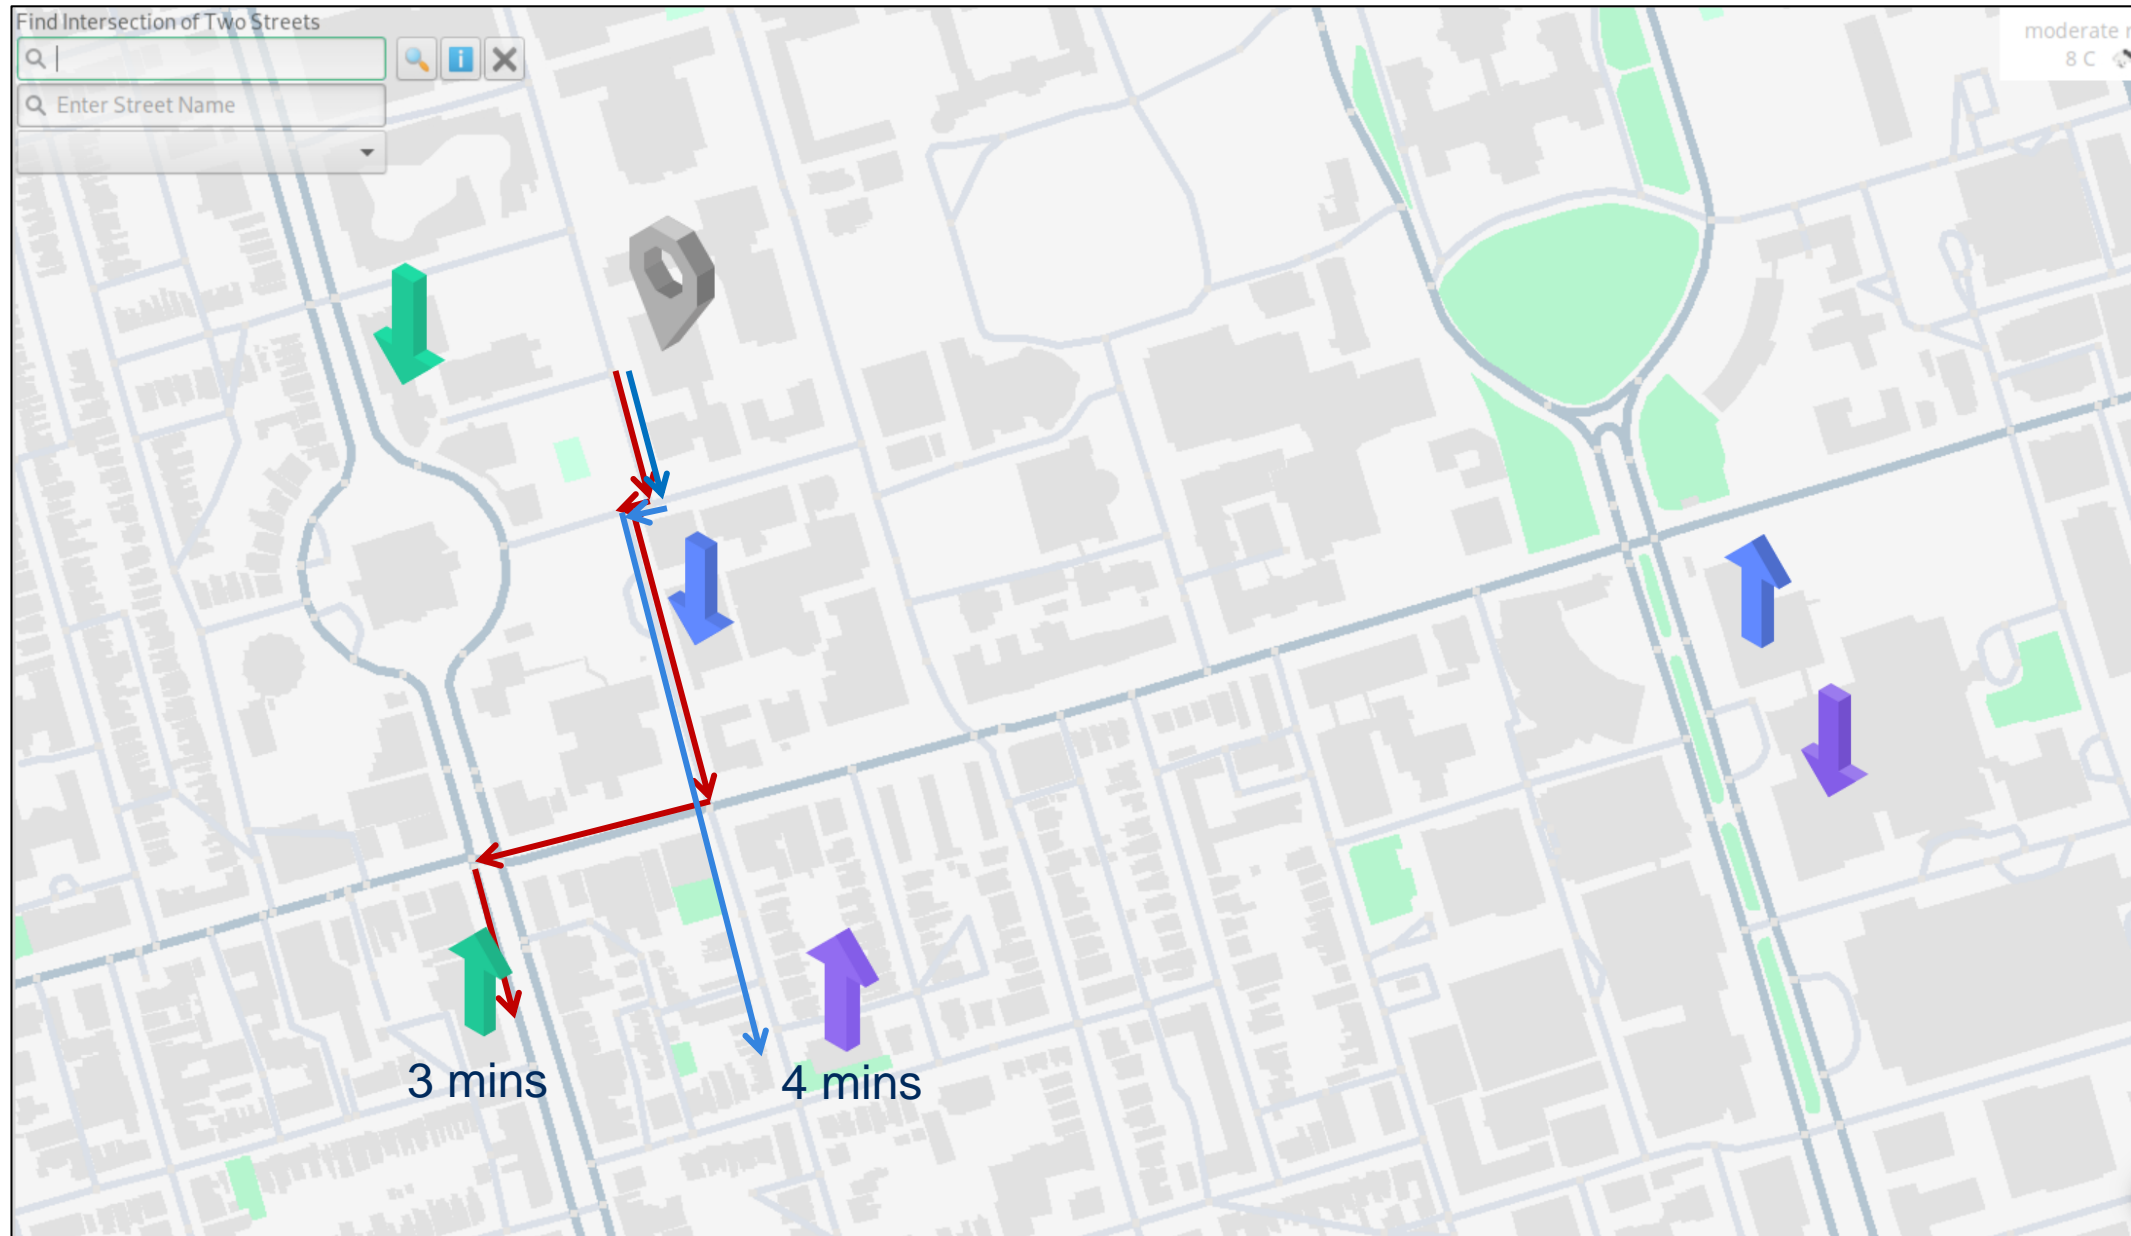 Find Intersection of Two Streets
Enter Street Name
moderate r
8 C
3 mins
4 mins